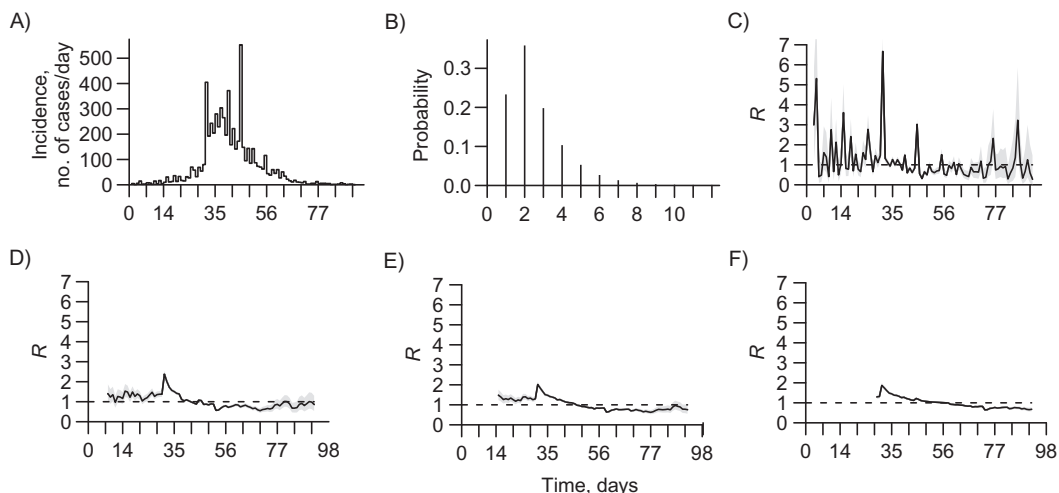 A)
Incidence,
no. of cases/day
500
400
300
200
100
0
0 14 35 56 77
B)
Probability
0.3
0.2
0.1
0.0
0 2 4 6 8 10
C)
R
7
6
5
4
3
2
1
0
0 14 35 56 77
D)
R
7
6
5
4
3
2
1
0
0 14 35 56 77 98
E)
R
7
6
5
4
3
2
1
0
0 14 35 56 77 98
Time, days
F)
R
7
6
5
4
3
2
1
0
0 14 35 56 77 98